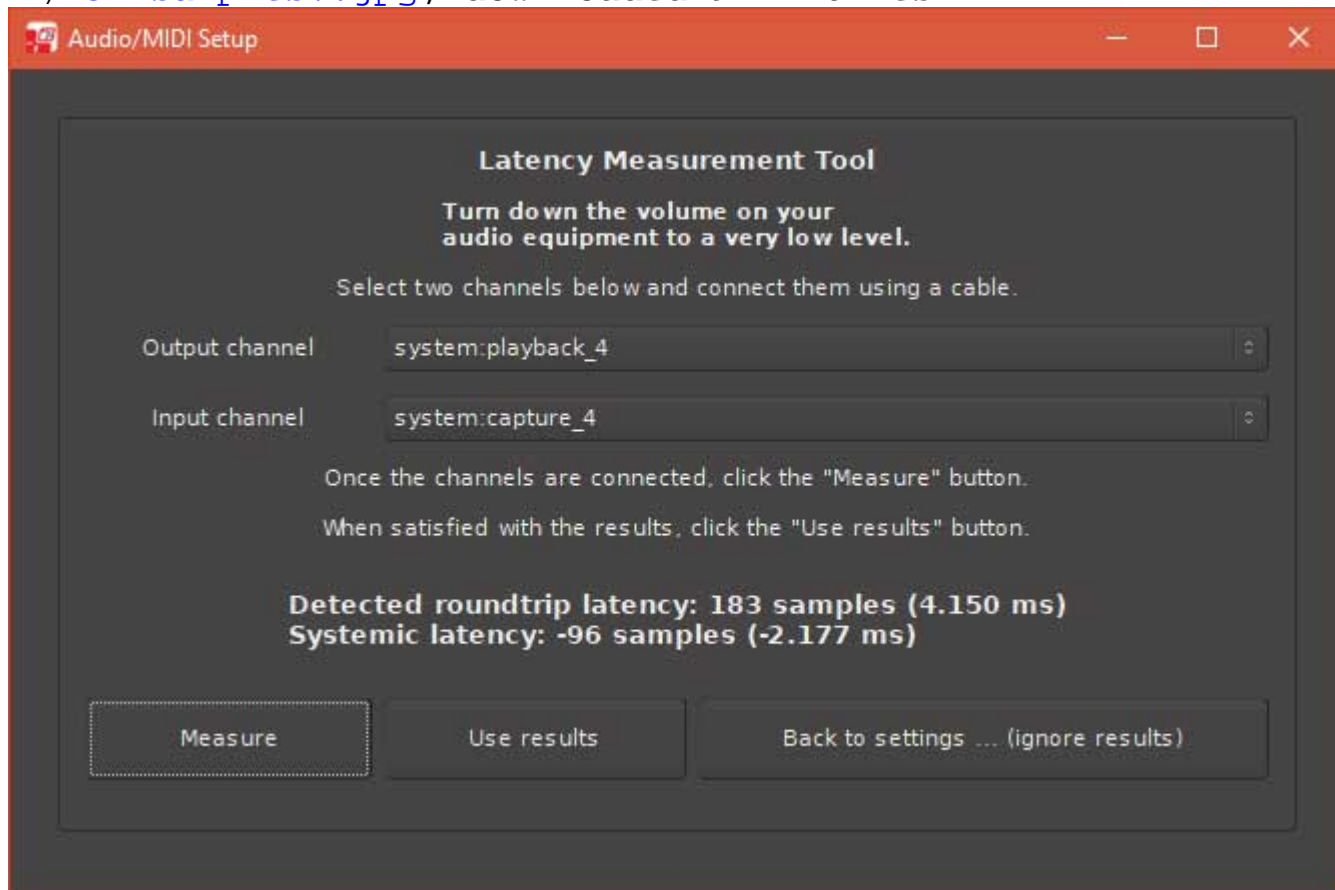 Audio/MIDI Setup
Latency Measurement Tool
Turn down the volume on your
audio equipment to a very low level.
Select two channels below and connect them using a cable.
Output channel system:playback_4
Input channel system:capture_4
Once the channels are connected, click the "Measure" button.
When satisfied with the results, click the "Use results" button.
Detected roundtrip latency: 183 samples (4.150 ms)
Systemic latency: -96 samples (-2.177 ms)
Measure Use results Back to settings ... (ignore results)